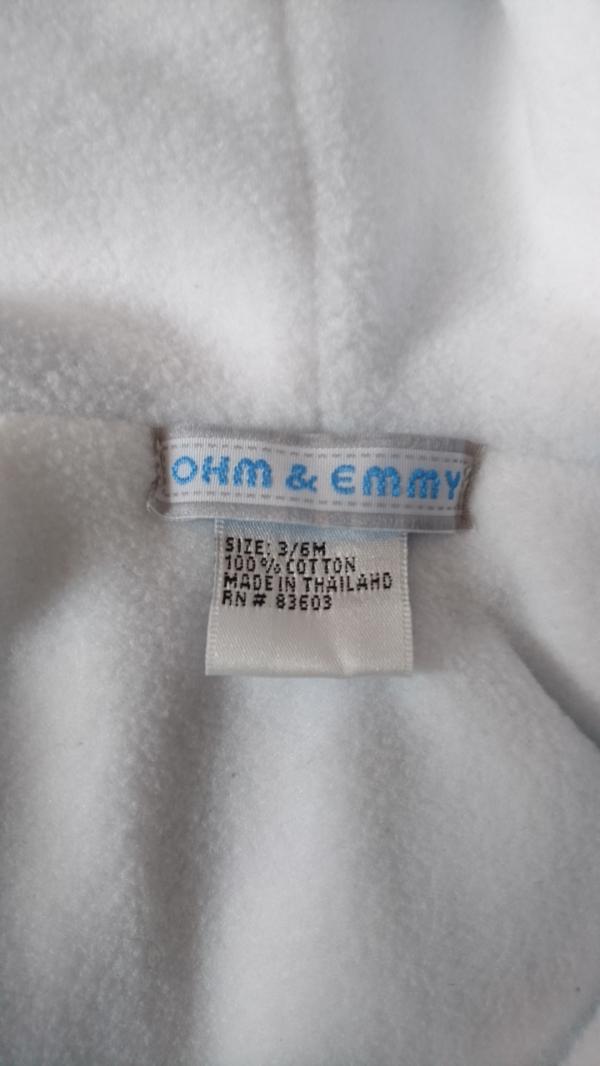 OHM & EMMY
SIZE: 3/6M
100% COTTON
MADE IN THAILAND
RN # 83603